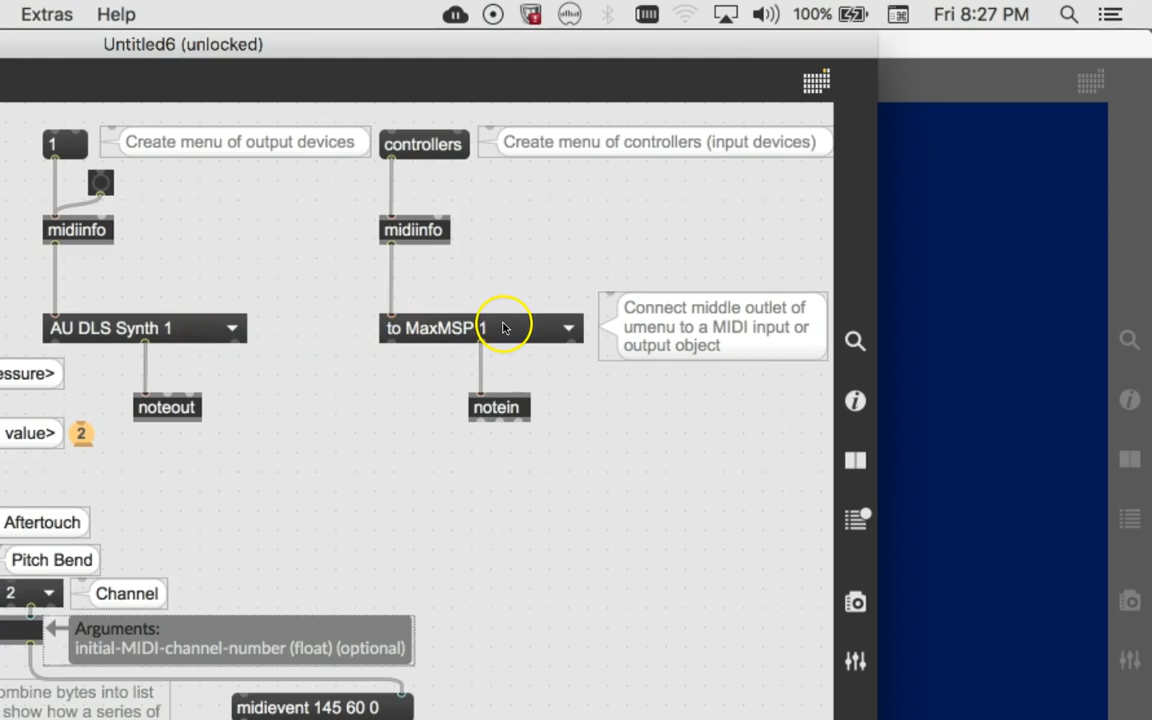 Extras Help 100% Fri 8:27 PM
Untitled6 (unlocked)
1 Create menu of output devices controllers Create menu of controllers (input devices)
midiinfo midiinfo
AU DLS Synth 1 to MaxMSP 1
Connect middle outlet of
umenu to a MIDI input or
output object
essure>
noteout notein
value> 2
Aftertouch
Pitch Bend
2 Channel
Arguments:
initial-MIDI-channel-number (float) (optional)
ombine bytes into list
show how a series of
midievent 145 60 0